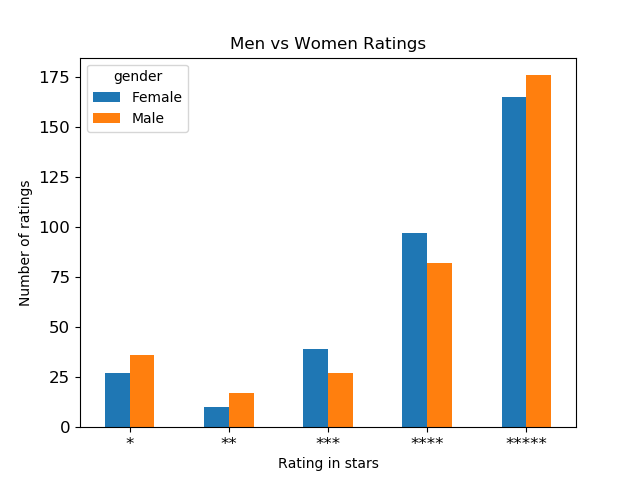 Men vs Women Ratings
gender
Female
Male
175
150
125
100
75
50
25
0
Number of ratings
*
**
***
****
*****
Rating in stars